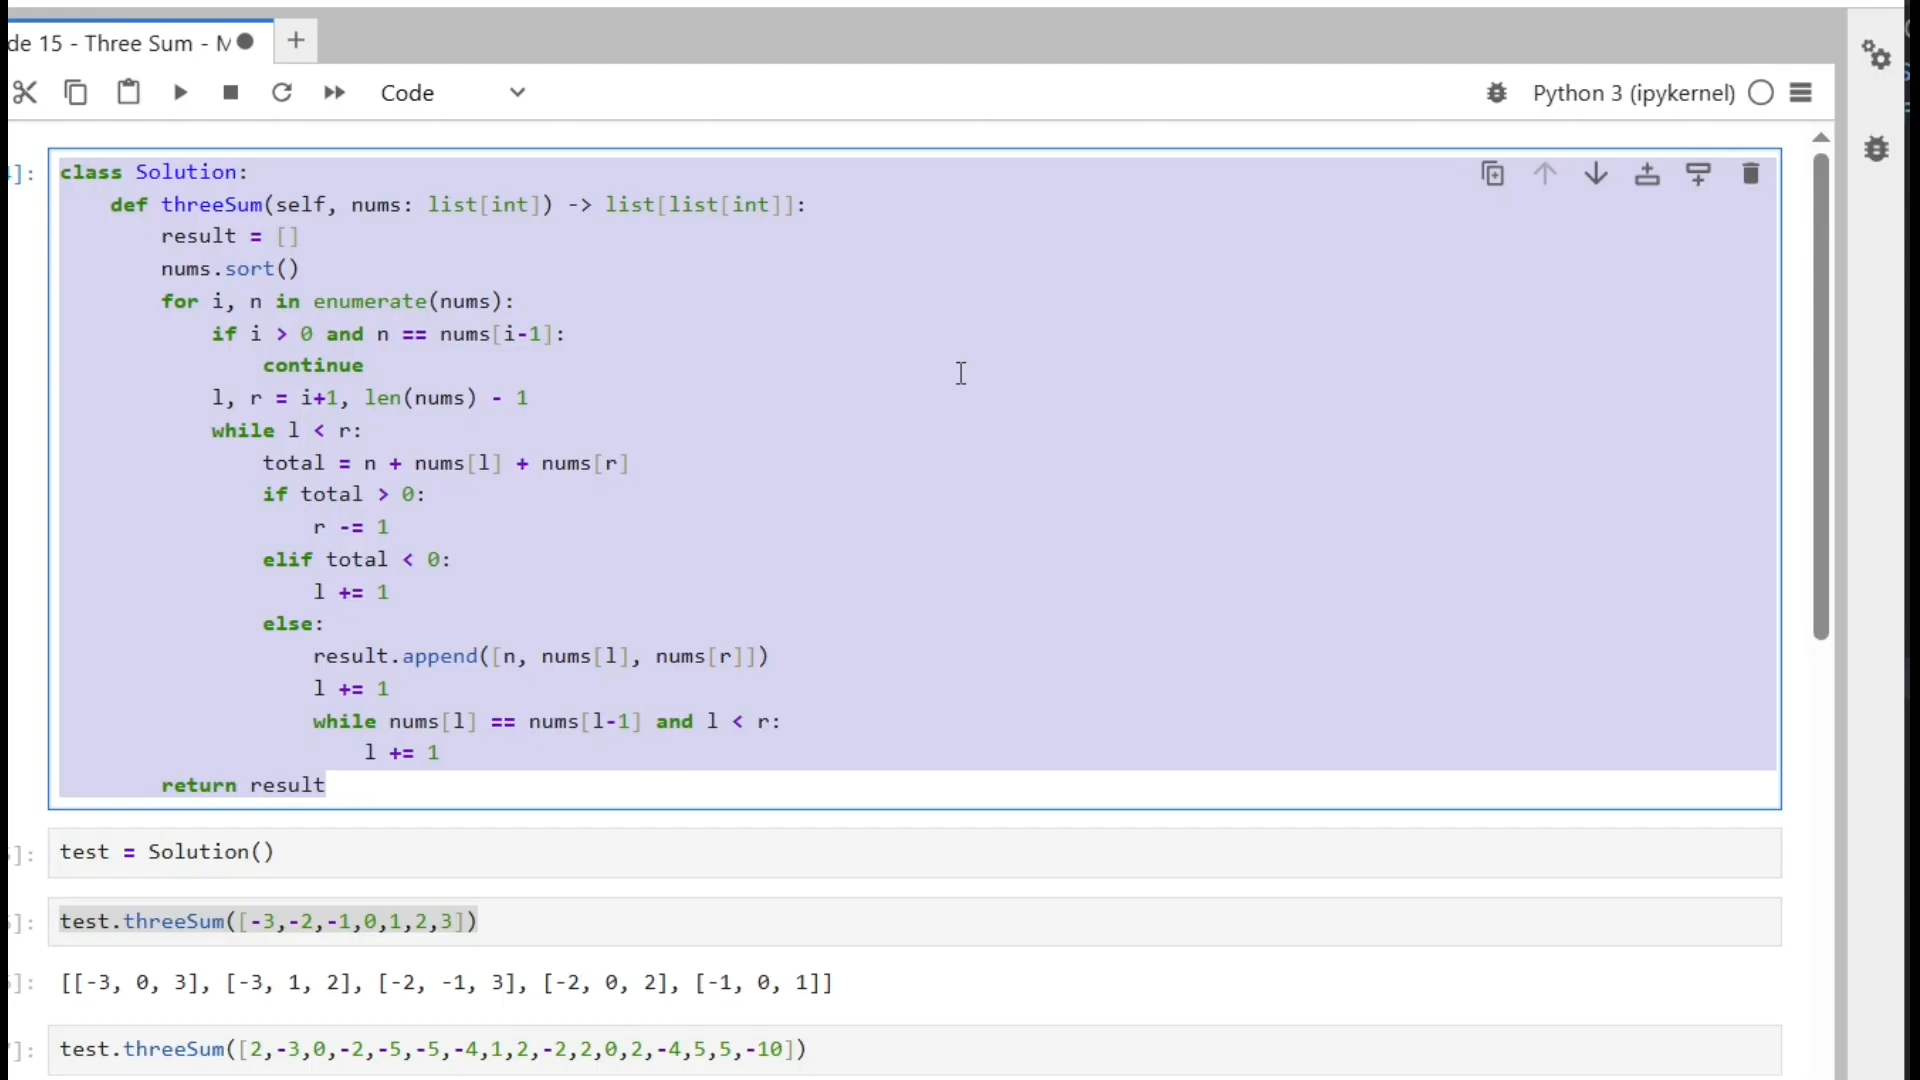 de 15 - Three Sum - M
Code
Python 3 (ipykernel)
]: class Solution:
    def threeSum(self, nums: list[int]) -> list[list[int]]:
        result = []
        nums.sort()
        for i, n in enumerate(nums):
            if i > 0 and n == nums[i-1]:
                continue
            l, r = i+1, len(nums) - 1
            while l < r:
                total = n + nums[l] + nums[r]
                if total > 0:
                    r -= 1
                elif total < 0:
                    l += 1
                else:
                    result.append([n, nums[l], nums[r]])
                    l += 1
                    while nums[l] == nums[l-1] and l < r:
                        l += 1
        return result
]: test = Solution()
]: test.threeSum([-3,-2,-1,0,1,2,3])
]: [[-3, 0, 3], [-3, 1, 2], [-2, -1, 3], [-2, 0, 2], [-1, 0, 1]]
]: test.threeSum([2,-3,0,-2,-5,-5,-4,1,2,-2,2,0,2,-4,5,5,-10])